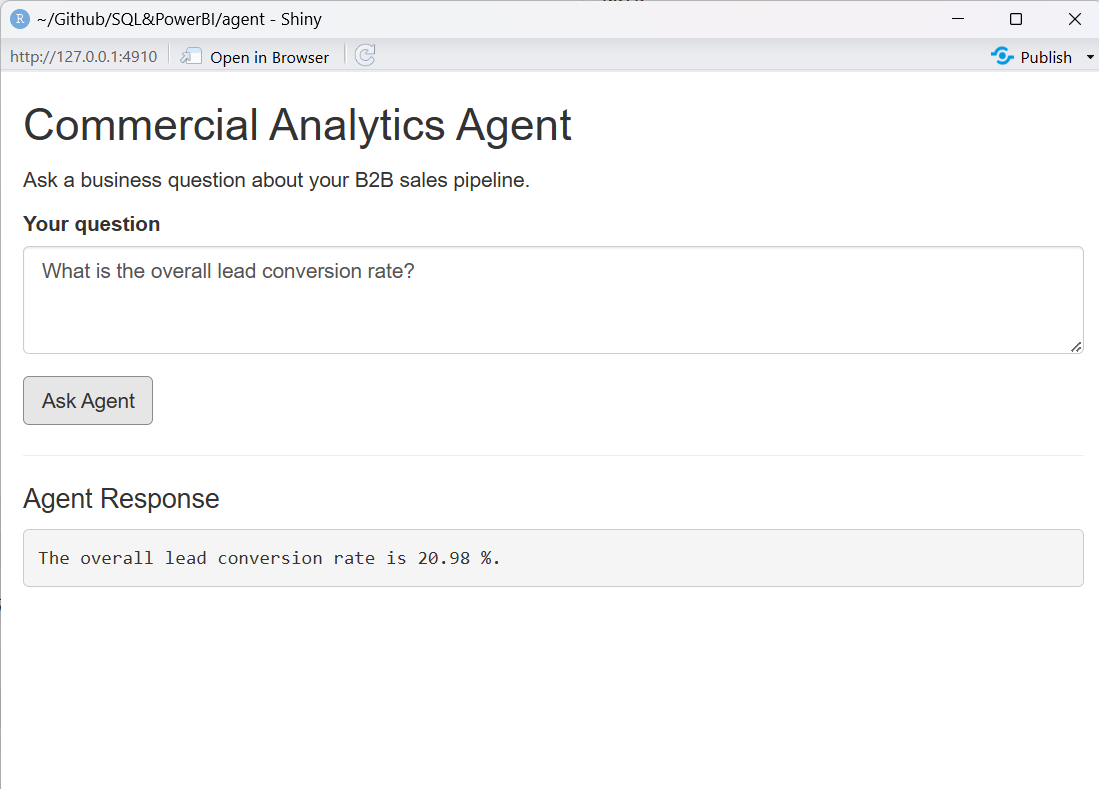 ~/Github/SQL&PowerBI/agent - Shiny
http://127.0.0.1:4910 Open in Browser Publish
Commercial Analytics Agent
Ask a business question about your B2B sales pipeline.
Your question
What is the overall lead conversion rate?
Ask Agent
Agent Response
The overall lead conversion rate is 20.98 %.